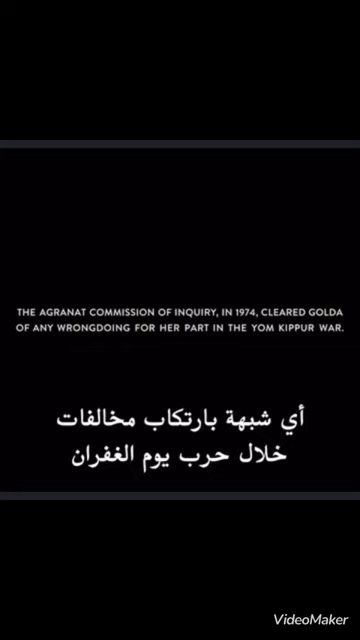 THE AGRANAT COMMISSION OF INQUIRY, IN 1974, CLEARED GOLDA
OF ANY WRONGDOING FOR HER PART IN THE YOM KIPPUR WAR.
أي شبهة بارتكاب مخالفات
خلال حرب يوم الغفران
VideoMaker